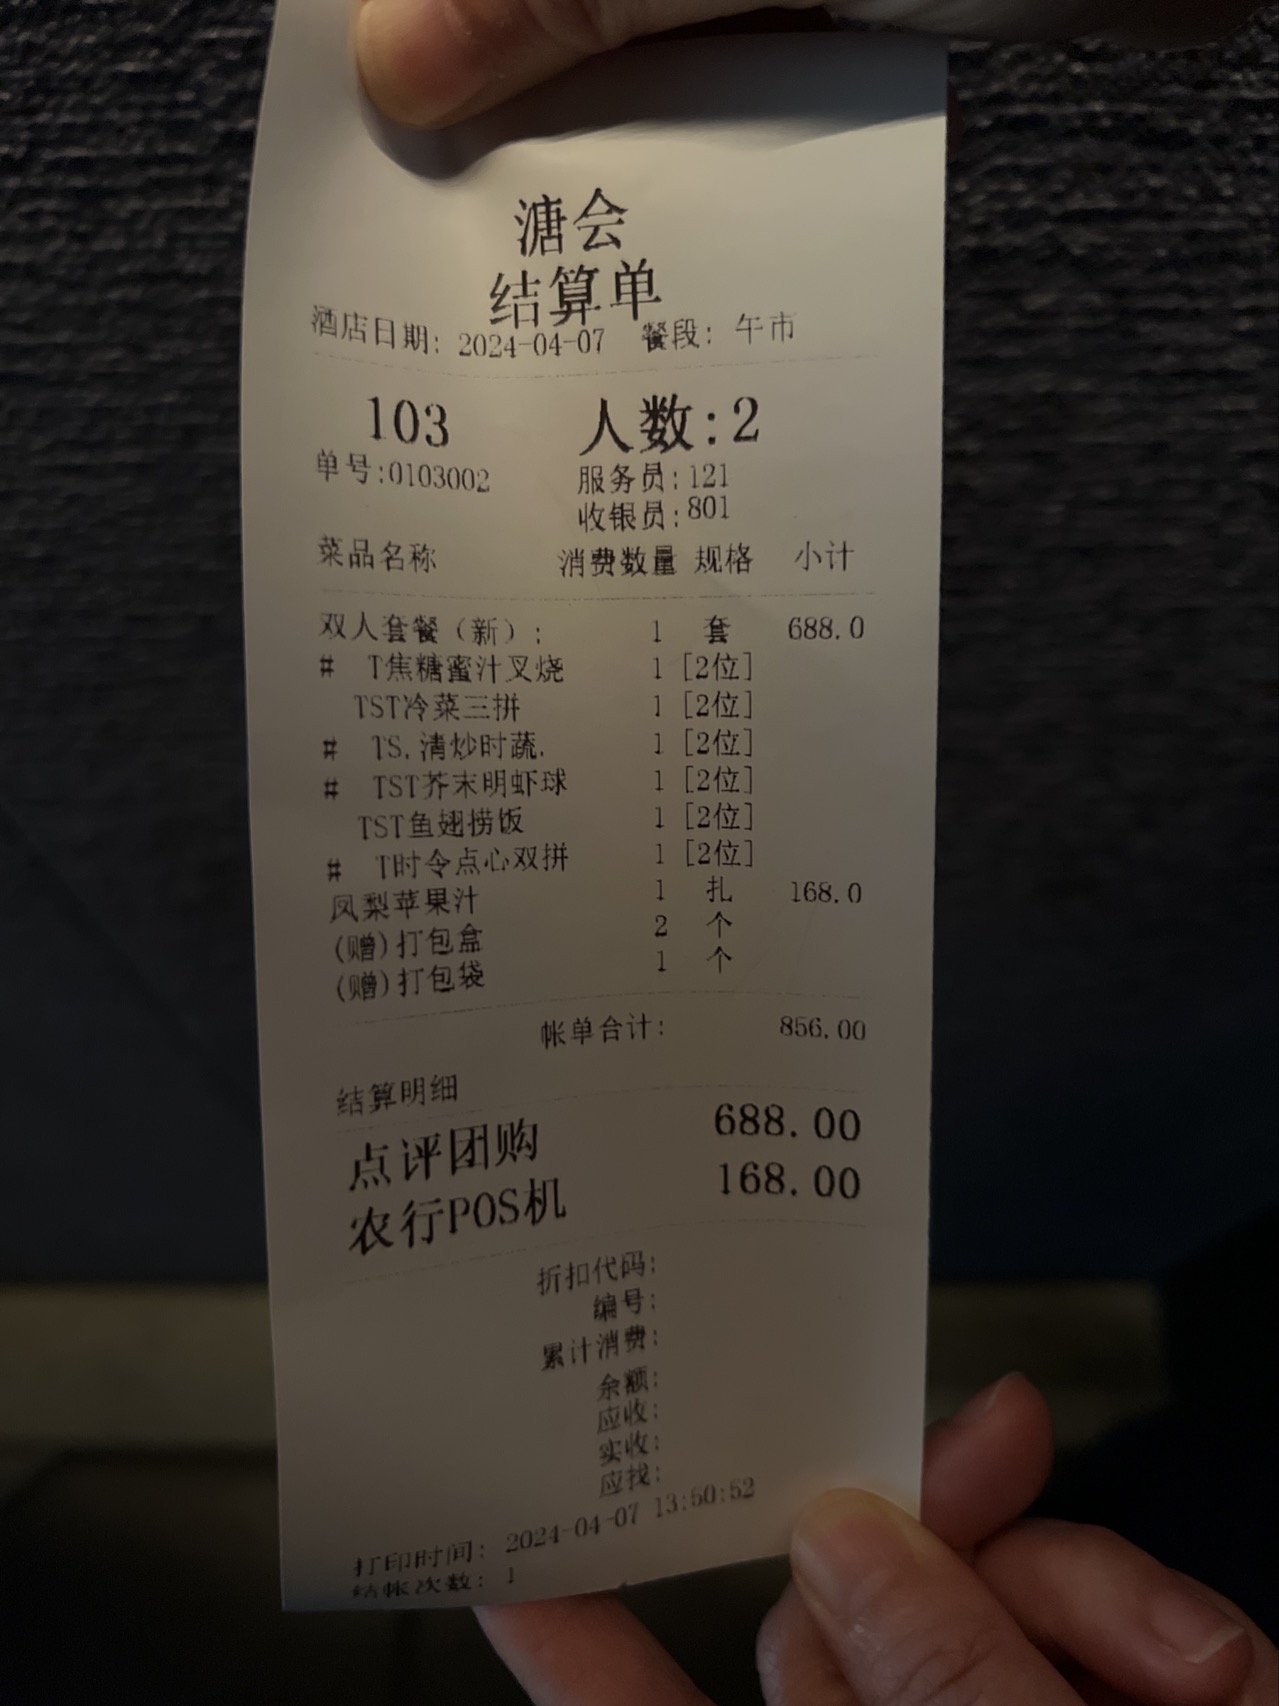 溏会
结算单
酒店日期: 2024-04-07 餐段: 午市
103 人数:2
单号:0103002 服务员:121
收银员:801
菜品名称 消费数量 规格 小计
双人套餐（新）: 1 套 688.0
# T焦糖蜜汁叉烧 1 [2位]
TST冷菜三拼 1 [2位]
# TS.清炒时蔬. 1 [2位]
# TST芥末明虾球 1 [2位]
TST鱼翅捞饭 1 [2位]
# T时令点心双拼 1 [2位]
凤梨苹果汁 1 扎 168.0
(赠)打包盒 2 个
(赠)打包袋 1 个
帐单合计: 856.00
结算明细
点评团购 688.00
农行POS机 168.00
折扣代码:
编号:
累计消费:
余额:
应收:
实收:
应找:
打印时间: 2024-04-07 13:50:52
结帐次数: 1